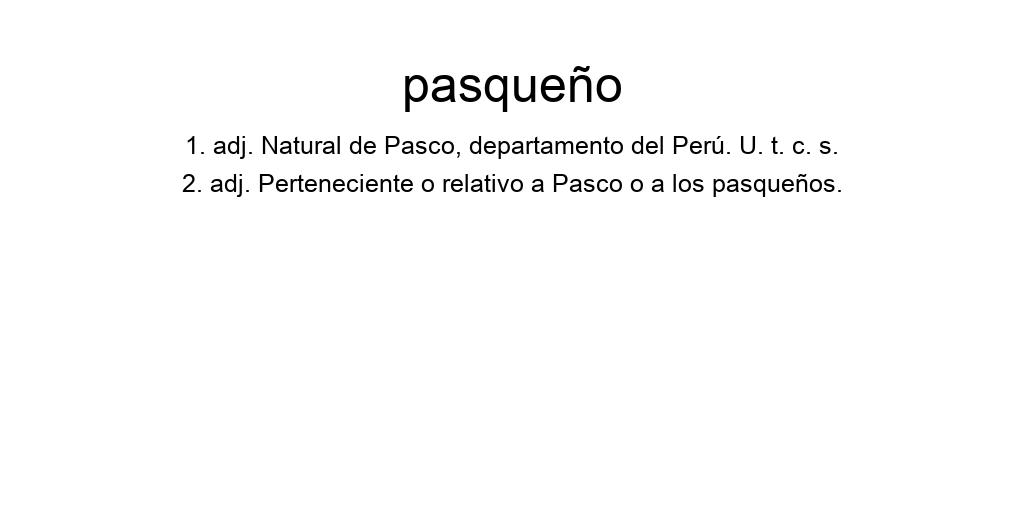 pasqueño
1. adj. Natural de Pasco, departamento del Perú. U. t. c. s.
2. adj. Perteneciente o relativo a Pasco o a los pasqueños.